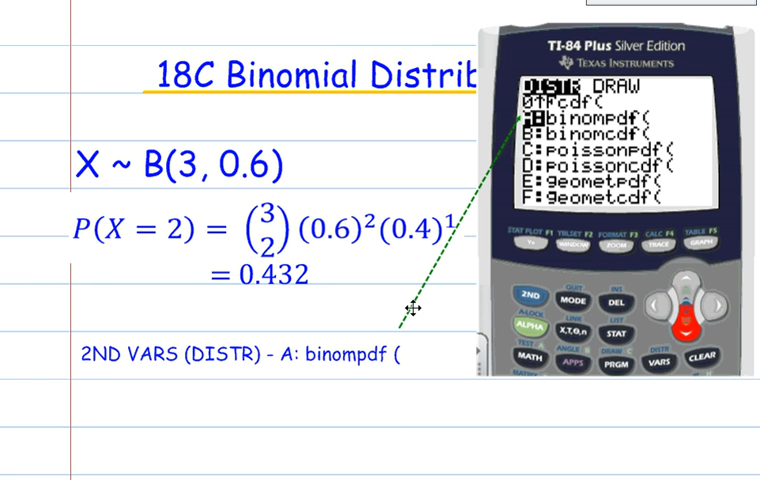 18C Binomial Distrib
X ~ B(3, 0.6)
P(X = 2) = (3 2) (0.6)² (0.4)¹
= 0.432
2ND VARS (DISTR) - A: binompdf (
TI-84 Plus Silver Edition
TEXAS INSTRUMENTS
DISTR DRAW
0↑Fcdf(
A:binompdf(
B:binomcdf(
C:poissonpdf(
D:poissoncdf(
E:geometpdf(
F:geometcdf(
STAT PLOT F1 TBLSET F2 FORMAT F3 CALC F4 TABLE F5
Y= WINDOW ZOOM TRACE GRAPH
QUIT INS
2ND MODE DEL
A-LOCK LINK LIST
ALPHA X,T,Θ,n STAT
TEST A ANGLE B DRAW C DISTR
MATH APPS PRGM VARS CLEAR